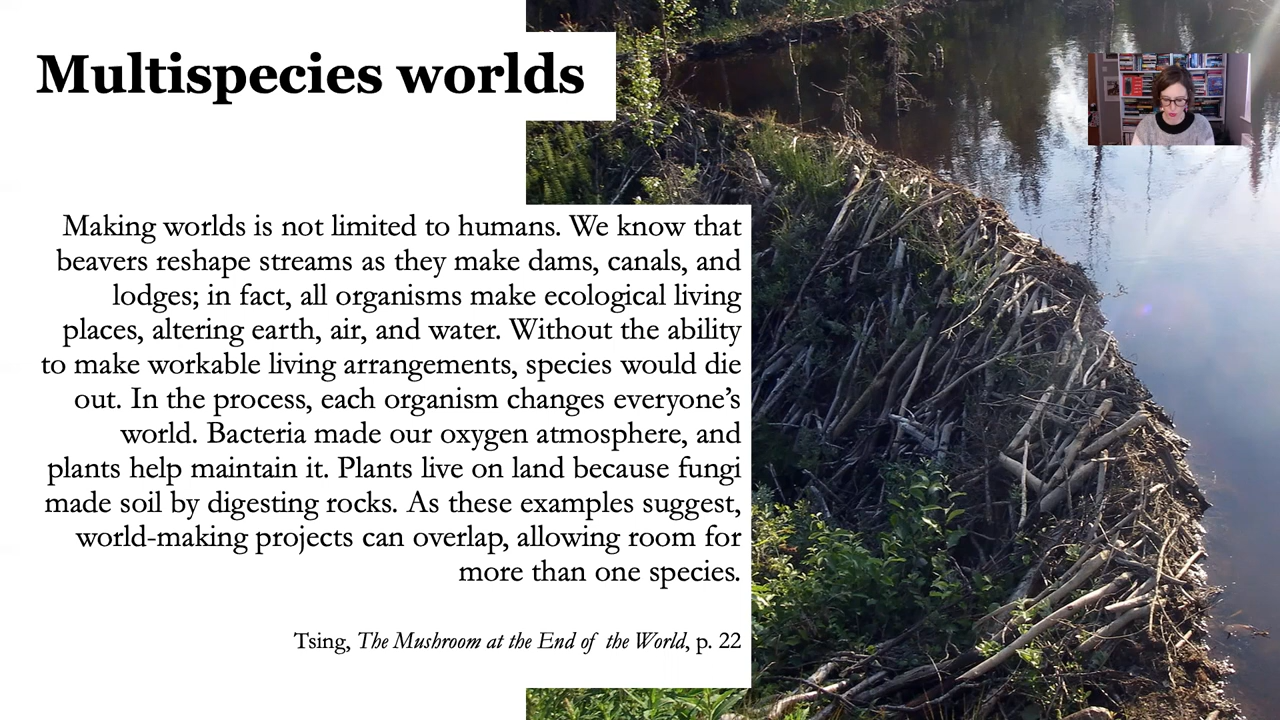 Multispecies worlds
Making worlds is not limited to humans. We know that
beavers reshape streams as they make dams, canals, and
lodges; in fact, all organisms make ecological living
places, altering earth, air, and water. Without the ability
to make workable living arrangements, species would die
out. In the process, each organism changes everyone’s
world. Bacteria made our oxygen atmosphere, and
plants help maintain it. Plants live on land because fungi
made soil by digesting rocks. As these examples suggest,
world-making projects can overlap, allowing room for
more than one species.
Tsing, The Mushroom at the End of the World, p. 22